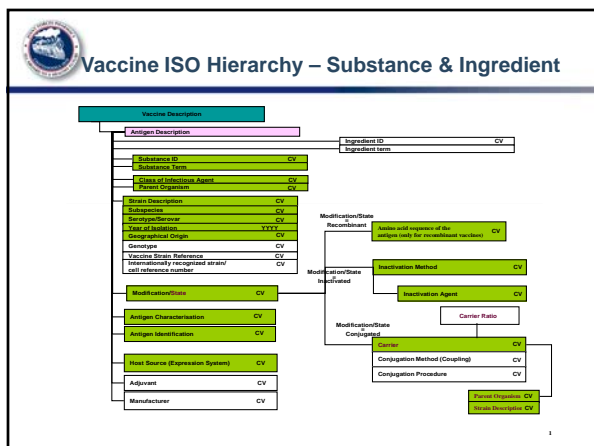 Vaccine ISO Hierarchy – Substance & Ingredient
Vaccine Description
Antigen Description
Ingredient ID CV
Ingredient term
Substance ID CV
Substance Term
Class of Infectious Agent CV
Parent Organism CV
Strain Description CV
Subspecies CV
Serotype/Serovar CV
Year of Isolation YYYY
Geographical Origin CV
Genotype CV
Vaccine Strain Reference CV
Internationally recognized strain/ CV
cell reference number
Modification/State CV
Antigen Characterisation CV
Antigen Identification CV
Host Source (Expression System) CV
Adjuvant CV
Manufacturer CV
Modification/State
=
Recombinant
Amino acid sequence of the
antigen (only for recombinant vaccines) CV
Modification/State
=
Inactivated
Inactivation Method CV
Inactivation Agent CV
Carrier Ratio
Modification/State
=
Conjugated
Carrier CV
Conjugation Method (Coupling) CV
Conjugation Procedure CV
Parent Organism CV
Strain Description CV
1